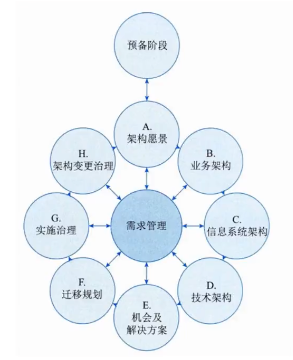 预备阶段
A.
架构愿景
H.
架构变更治理
B.
业务架构
G.
实施治理
需求管理
C.
信息系统架构
F.
迁移规划
D.
技术架构
E.
机会及
解决方案